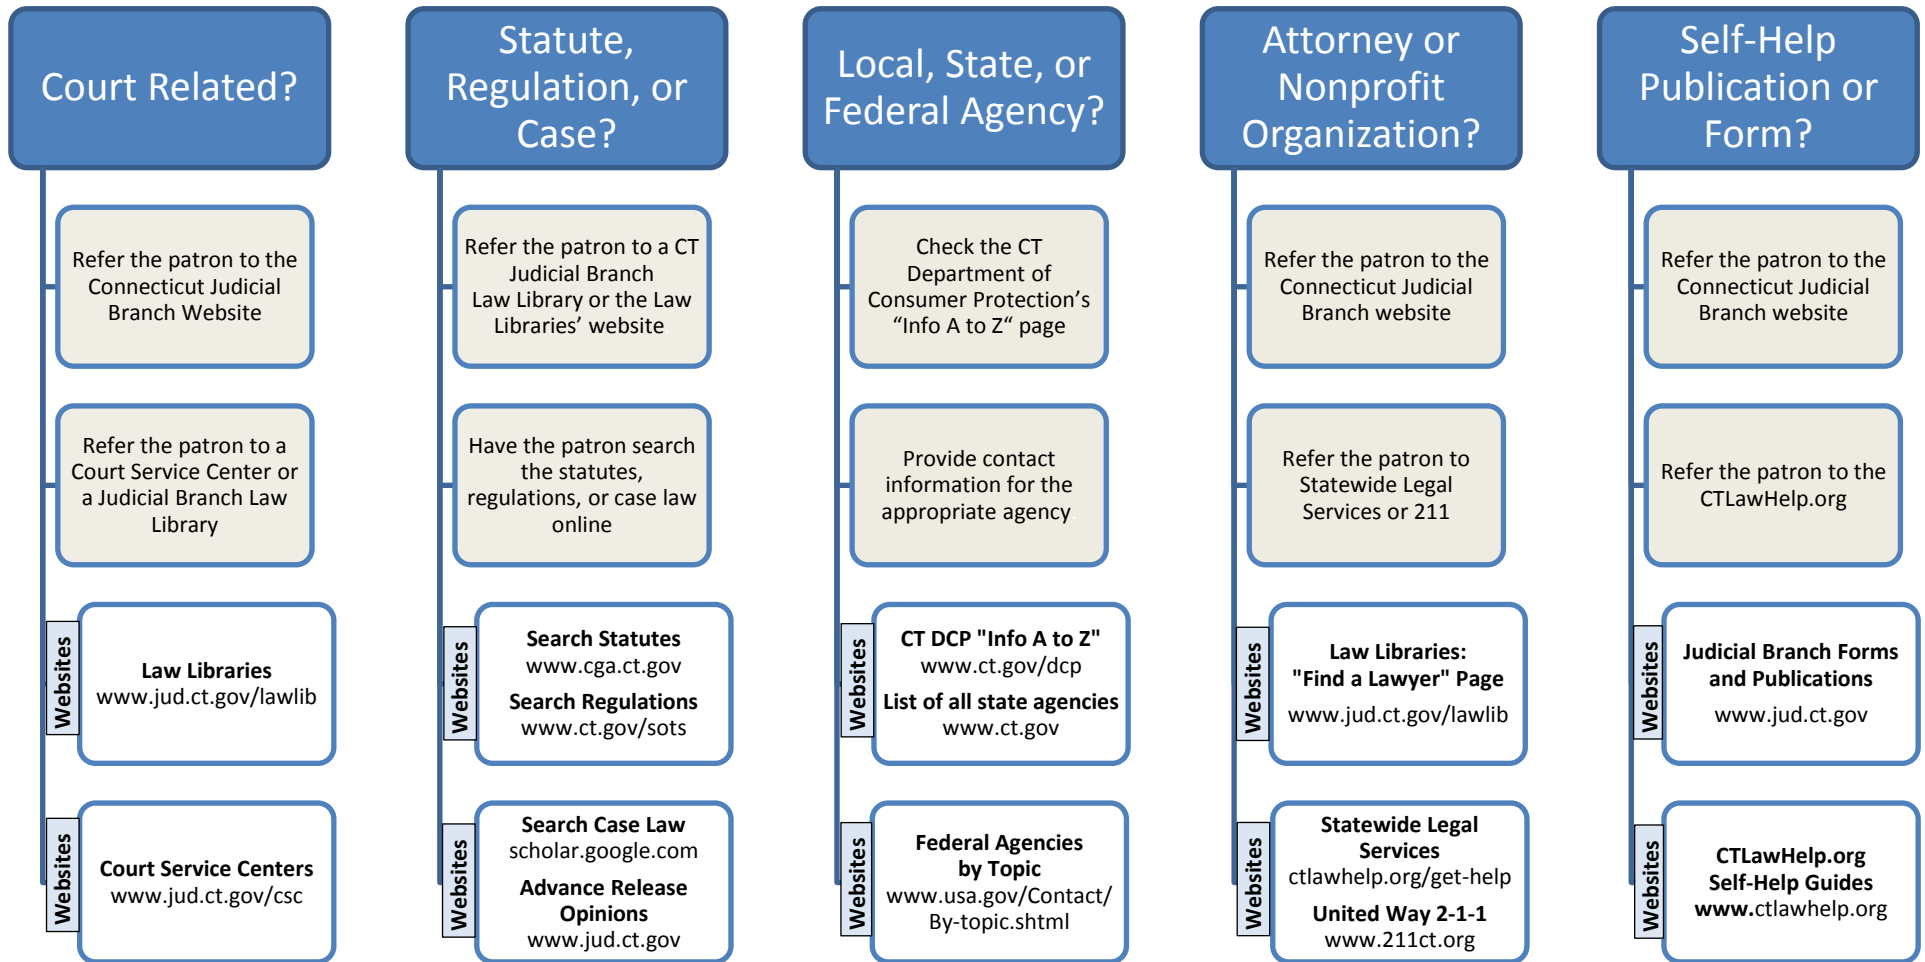 Court Related?
Refer the patron to the
Connecticut Judicial
Branch Website
Refer the patron to a
Court Service Center or
a Judicial Branch Law
Library
Websites
Law Libraries
www.jud.ct.gov/lawlib
Websites
Court Service Centers
www.jud.ct.gov/csc
Statute,
Regulation, or
Case?
Refer the patron to a CT
Judicial Branch
Law Library or the Law
Libraries’ website
Have the patron search
the statutes,
regulations, or case law
online
Websites
Search Statutes
www.cga.ct.gov
Search Regulations
www.ct.gov/sots
Websites
Search Case Law
scholar.google.com
Advance Release
Opinions
www.jud.ct.gov
Local, State, or
Federal Agency?
Check the CT
Department of
Consumer Protection’s
“Info A to Z“ page
Provide contact
information for the
appropriate agency
Websites
CT DCP "Info A to Z"
www.ct.gov/dcp
List of all state agencies
www.ct.gov
Websites
Federal Agencies
by Topic
www.usa.gov/Contact/
By-topic.shtml
Attorney or
Nonprofit
Organization?
Refer the patron to the
Connecticut Judicial
Branch website
Refer the patron to
Statewide Legal
Services or 211
Websites
Law Libraries:
"Find a Lawyer" Page
www.jud.ct.gov/lawlib
Websites
Statewide Legal
Services
ctlawhelp.org/get-help
United Way 2-1-1
www.211ct.org
Self-Help
Publication or
Form?
Refer the patron to the
Connecticut Judicial
Branch website
Refer the patron to the
CTLawHelp.org
Websites
Judicial Branch Forms
and Publications
www.jud.ct.gov
Websites
CTLawHelp.org
Self-Help Guides
www.ctlawhelp.org